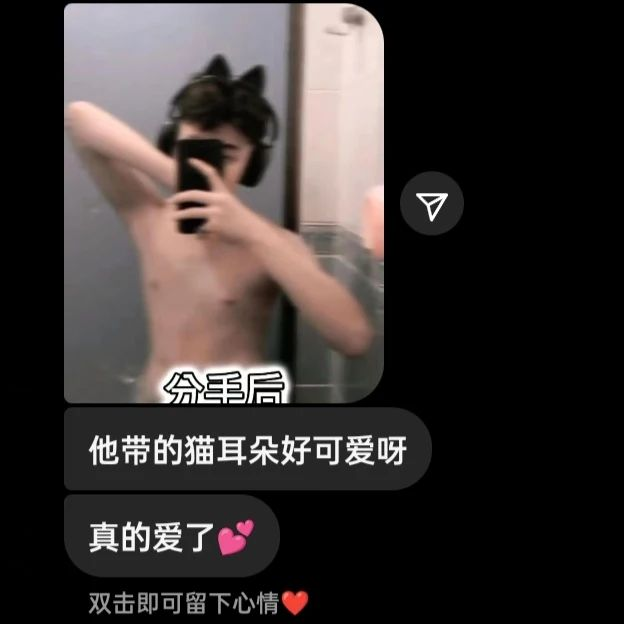 分手后
他带的猫耳朵好可爱呀
真的爱了💕
双击即可留下心情❤️